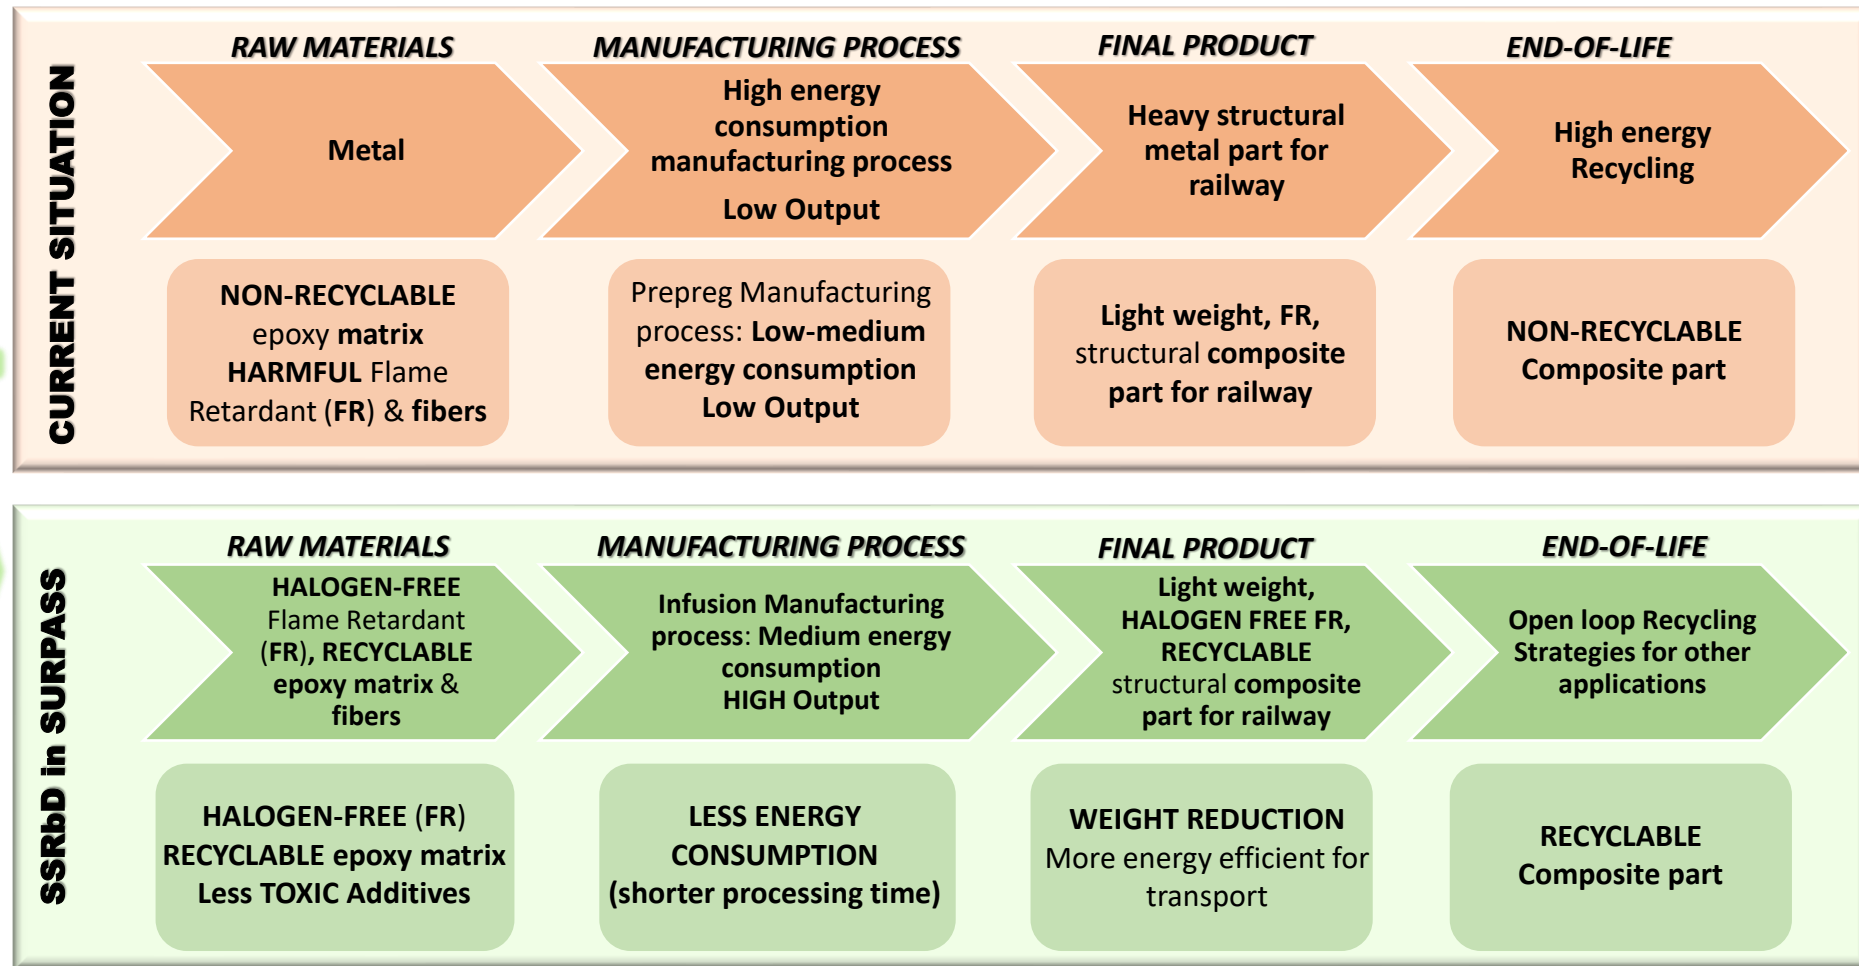 CURRENT SITUATION
RAW MATERIALS
MANUFACTURING PROCESS
FINAL PRODUCT
END-OF-LIFE
Metal
High energy
consumption
manufacturing process
Low Output
Heavy structural
metal part for
railway
High energy
Recycling
NON-RECYCLABLE
epoxy matrix
HARMFUL Flame
Retardant (FR) & fibers
Prepreg Manufacturing
process: Low-medium
energy consumption
Low Output
Light weight, FR,
structural composite
part for railway
NON-RECYCLABLE
Composite part
SSRbD in SURPASS
RAW MATERIALS
MANUFACTURING PROCESS
FINAL PRODUCT
END-OF-LIFE
HALOGEN-FREE
Flame Retardant
(FR), RECYCLABLE
epoxy matrix &
fibers
Infusion Manufacturing
process: Medium energy
consumption
HIGH Output
Light weight,
HALOGEN FREE FR,
RECYCLABLE
structural composite
part for railway
Open loop Recycling
Strategies for other
applications
HALOGEN-FREE (FR)
RECYCLABLE epoxy matrix
Less TOXIC Additives
LESS ENERGY
CONSUMPTION
(shorter processing time)
WEIGHT REDUCTION
More energy efficient for
transport
RECYCLABLE
Composite part